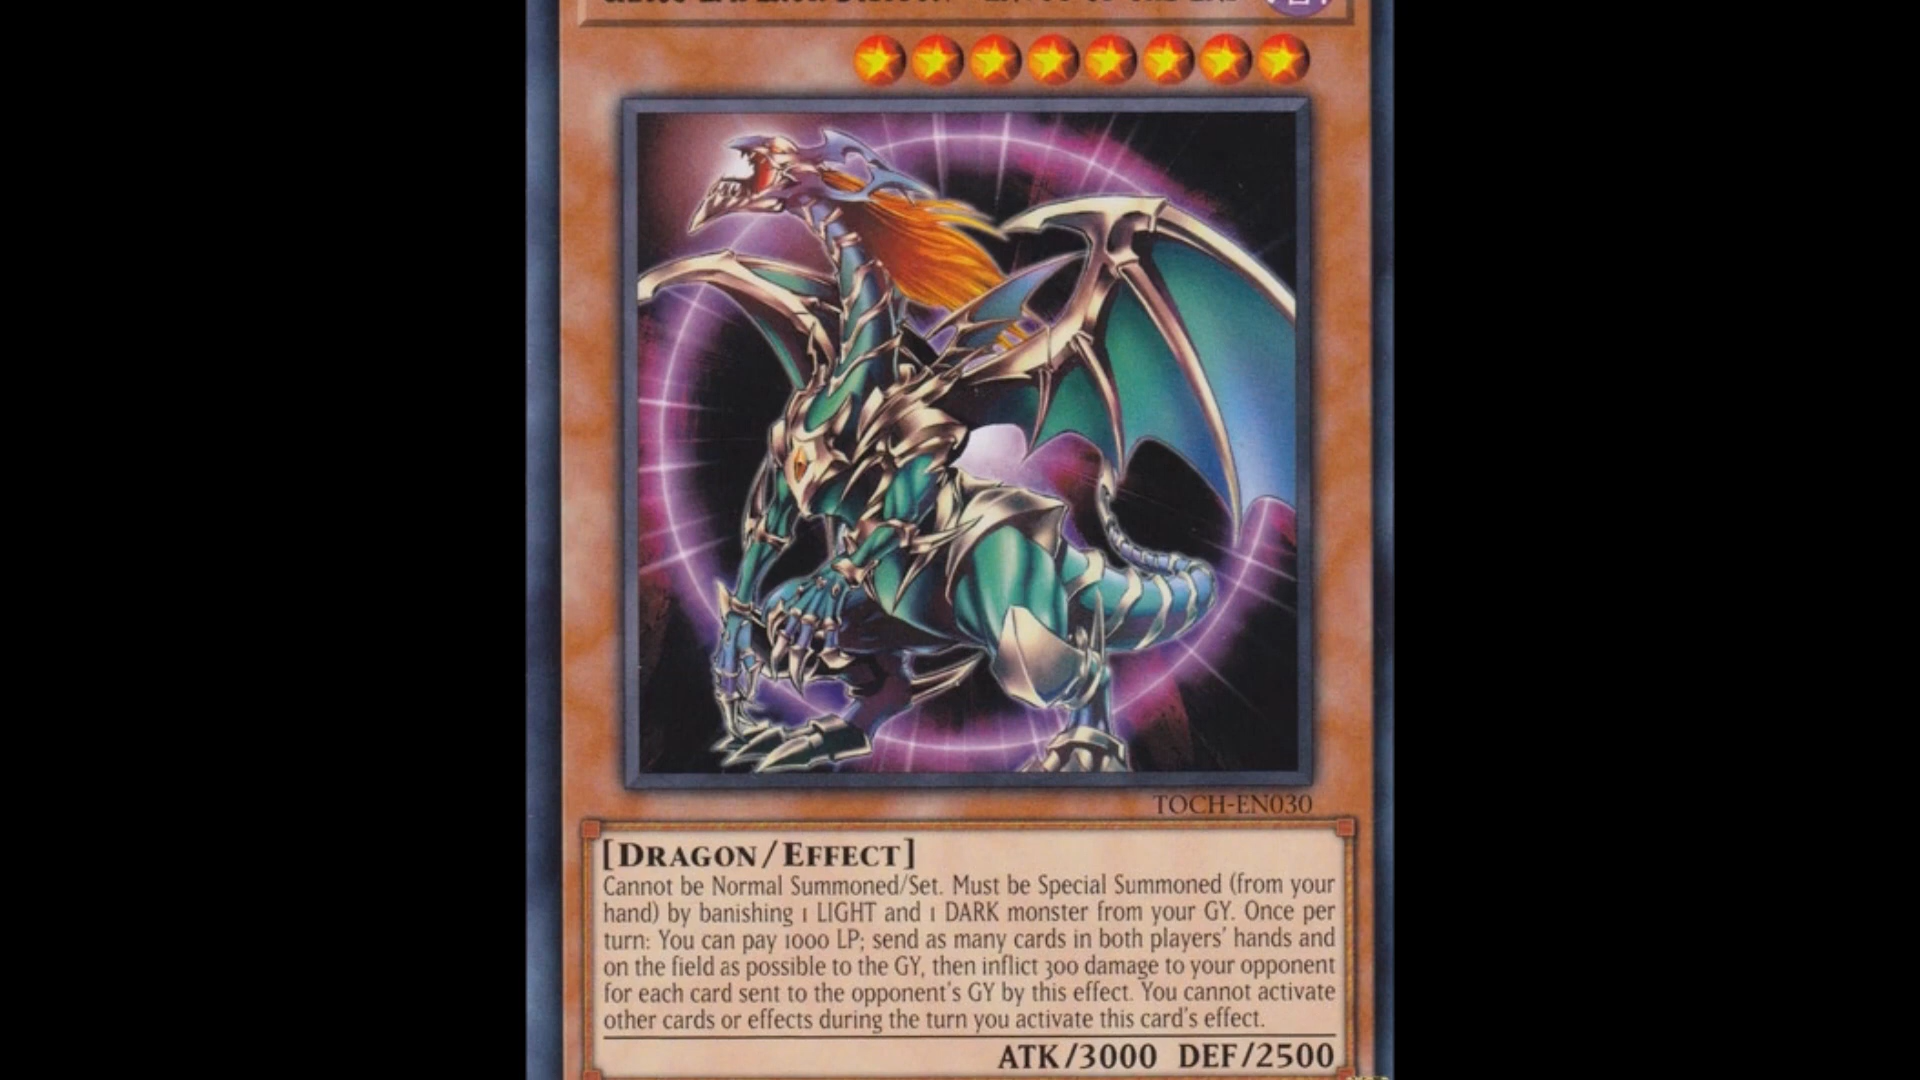 TOCH-EN030
[DRAGON/EFFECT]
Cannot be Normal Summoned/Set. Must be Special Summoned (from your
hand) by banishing 1 LIGHT and 1 DARK monster from your GY. Once per
turn: You can pay 1000 LP; send as many cards in both players' hands and
on the field as possible to the GY, then inflict 300 damage to your opponent
for each card sent to the opponent's GY by this effect. You cannot activate
other cards or effects during the turn you activate this card's effect.
ATK/3000 DEF/2500